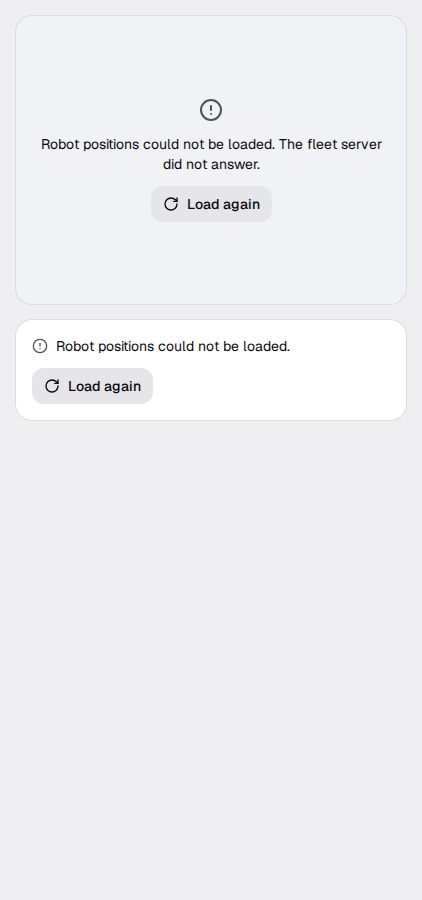 Robot positions could not be loaded. The fleet server
did not answer.
Load again
Robot positions could not be loaded.
Load again